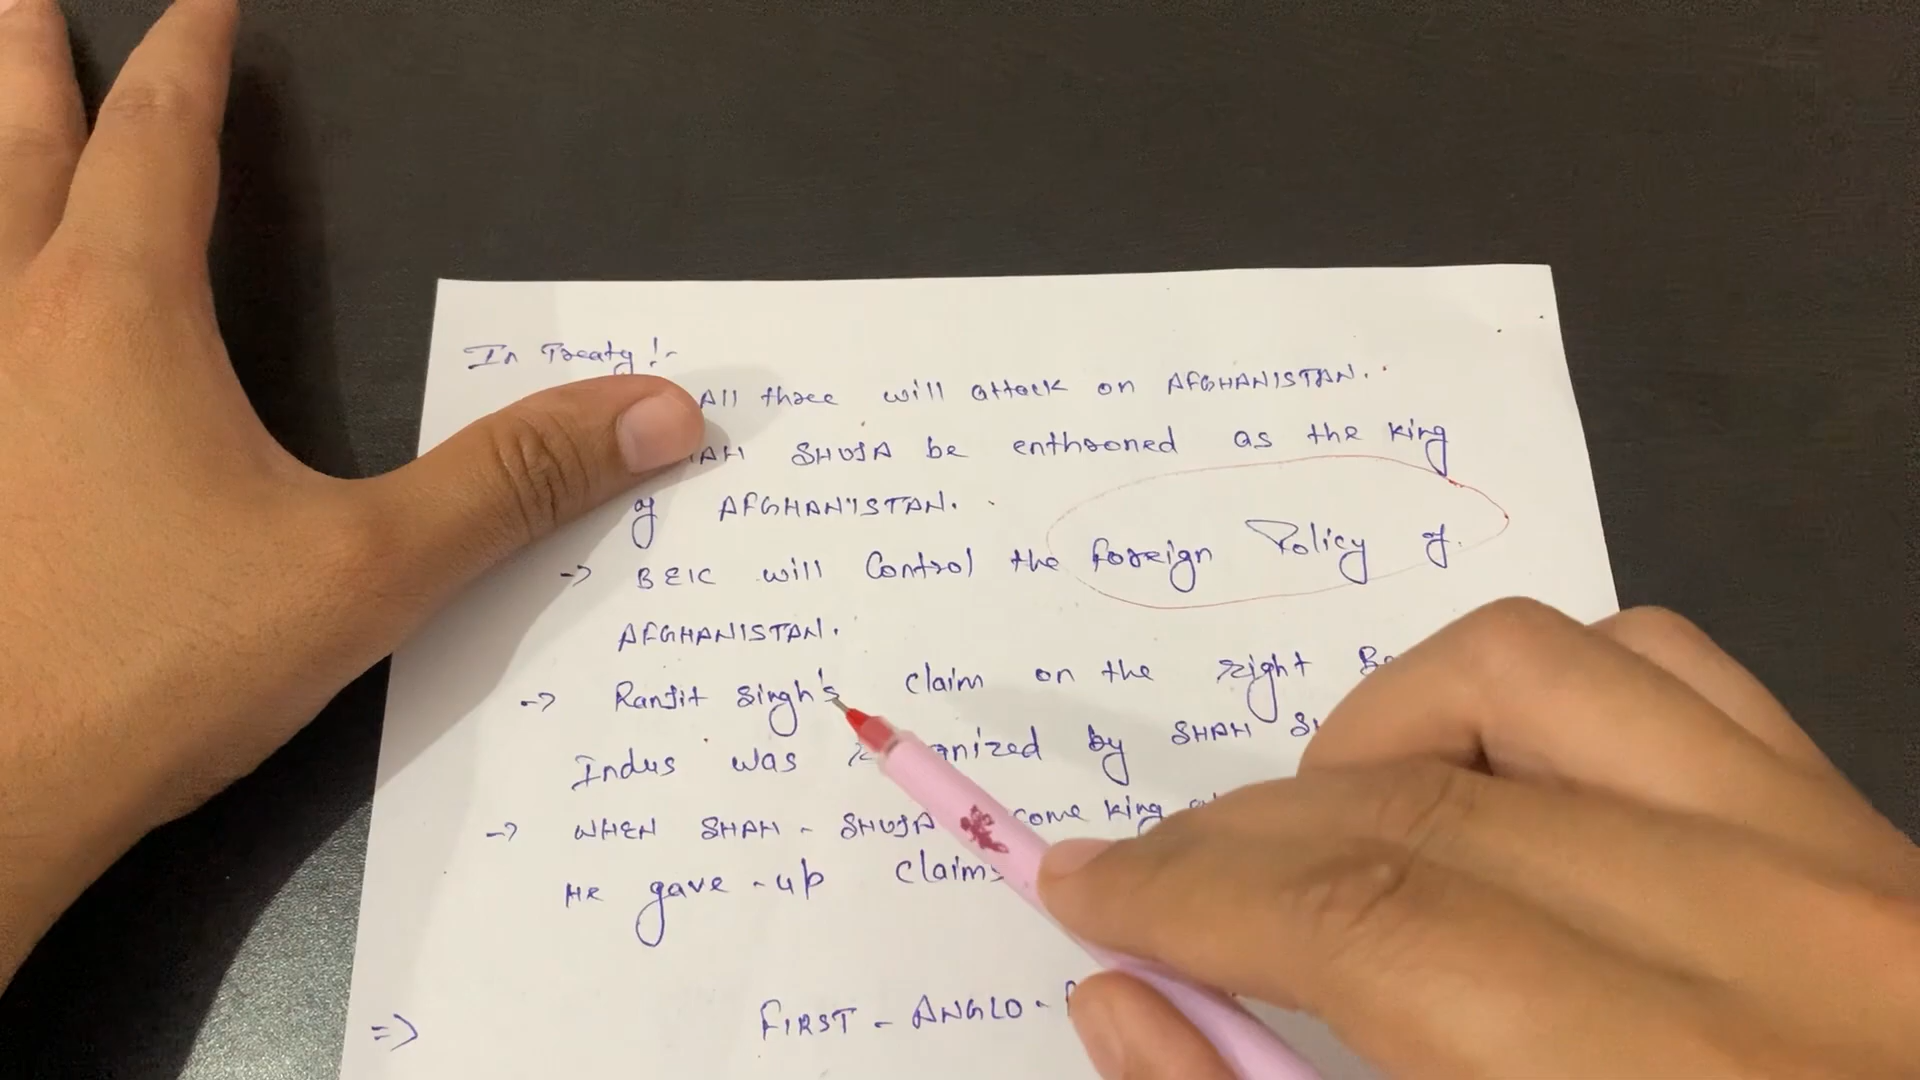 In Treaty :-
All three will attack on AFGHANISTAN.
SHUJA be enthroned as the king
of AFGHANISTAN.
-> BEIC will Control the foreign Policy of
AFGHANISTAN.
-> Ranjit Singh's claim on the right
Indus was by SHAH
-> WHEN SHAH - SHUJA king
HE gave - up claims
=> FIRST - ANGLO -